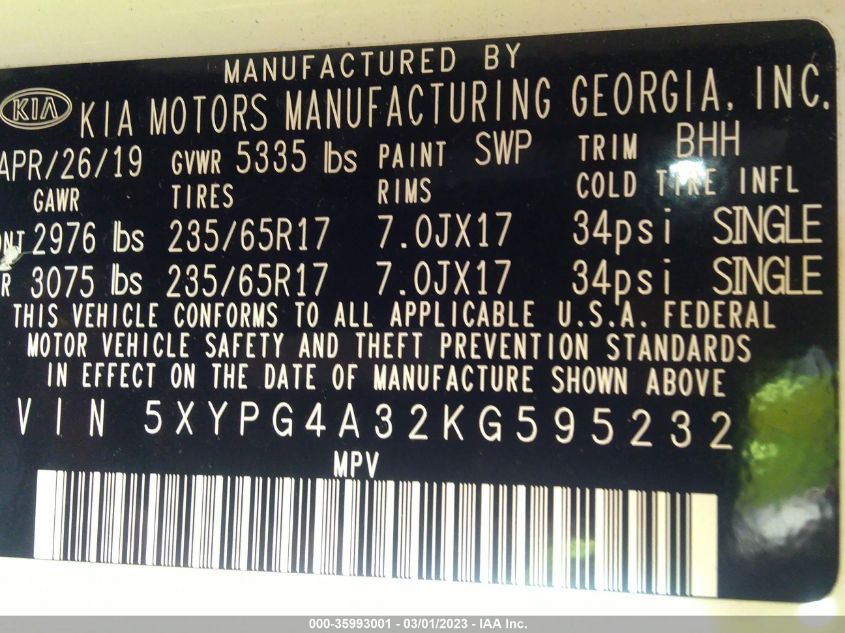 MANUFACTURED BY
KIA KIA MOTORS MANUFACTURING GEORGIA, INC.
APR/26/19 GVWR 5335 lbs PAINT SWP TRIM BHH
GAWR TIRES RIMS COLD TIRE INFL
NT 2976 lbs 235/65R17 7.0JX17 34psi SINGLE
R 3075 lbs 235/65R17 7.0JX17 34psi SINGLE
THIS VEHICLE CONFORMS TO ALL APPLICABLE U.S.A. FEDERAL
MOTOR VEHICLE SAFETY AND THEFT PREVENTION STANDARDS
IN EFFECT ON THE DATE OF MANUFACTURE SHOWN ABOVE
VIN 5XYPG4A32KG595232
MPV
000-35993001 - 03/01/2023 - IAA Inc.